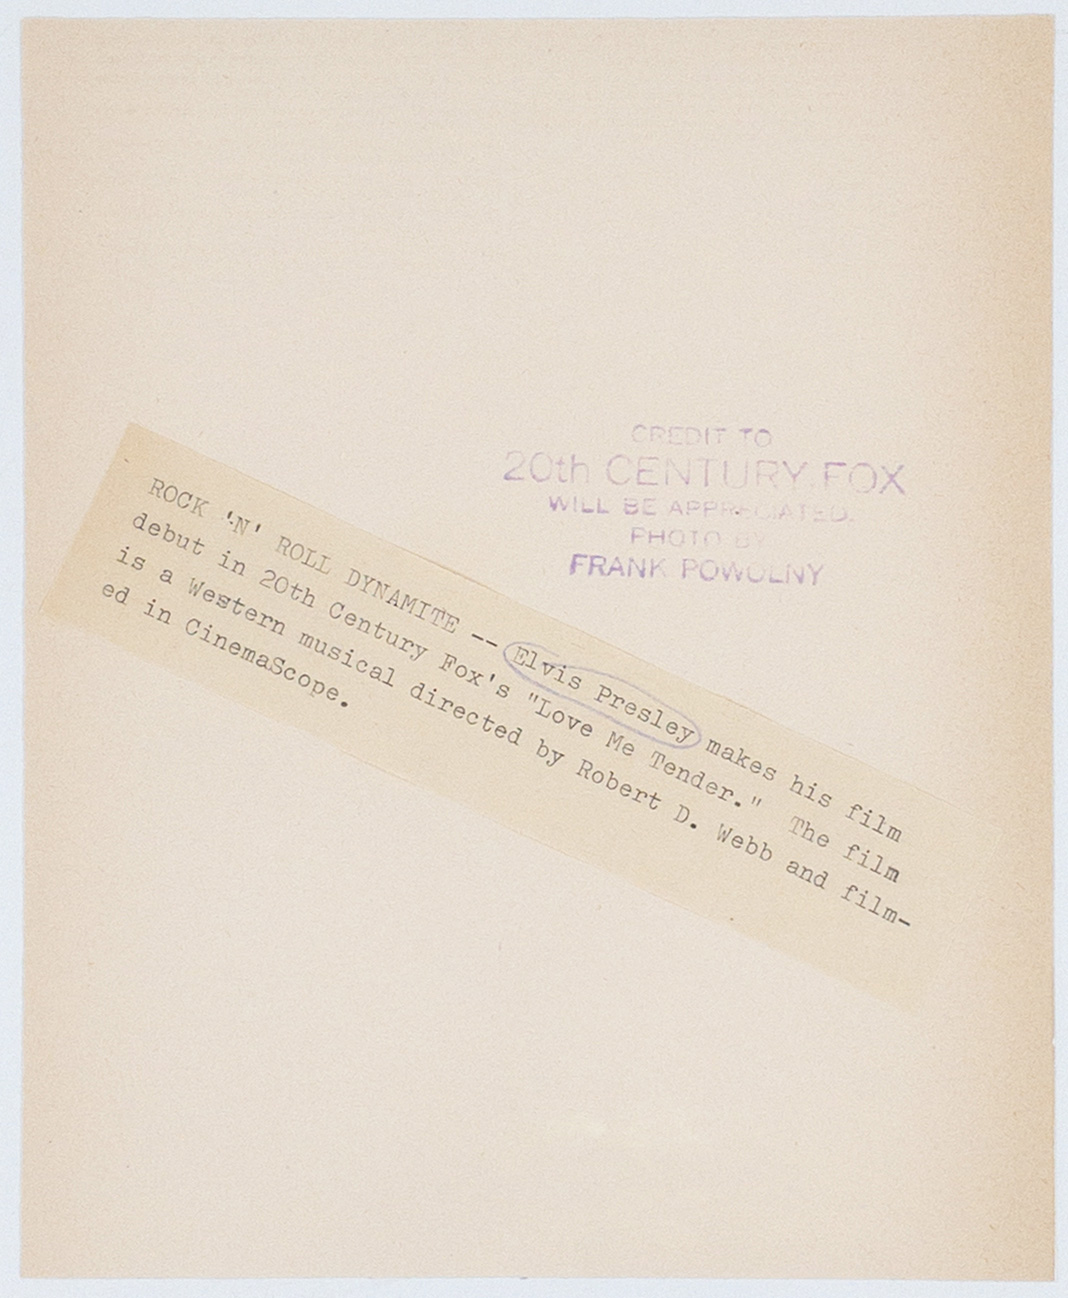 CREDIT TO
20th CENTURY FOX
WILL BE APPRECIATED.
PHOTO BY
FRANK POWOLNY
ROCK 'N' ROLL DYNAMITE -- Elvis Presley makes his film
debut in 20th Century Fox's "Love Me Tender."  The film
is a Western musical directed by Robert D. Webb and film-
ed in CinemaScope.